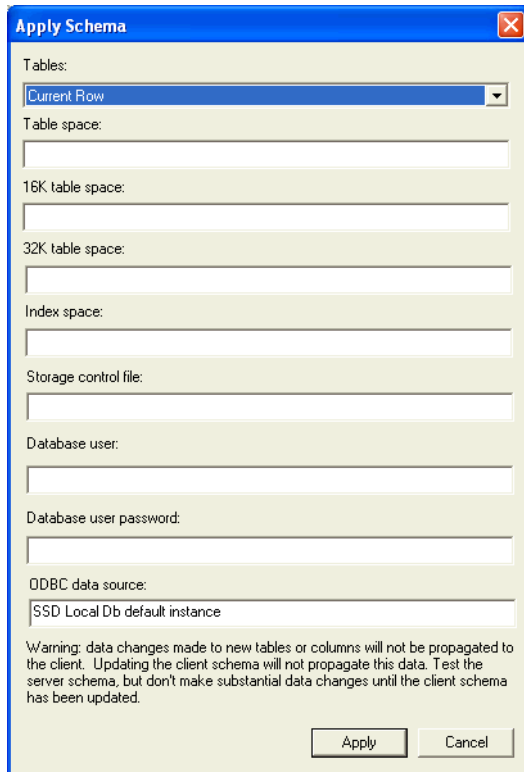 Apply Schema
Tables:
Current Row
Table space:
16K table space:
32K table space:
Index space:
Storage control file:
Database user:
Database user password:
ODBC data source:
SSD Local Db default instance
Warning: data changes made to new tables or columns will not be propagated to
the client.  Updating the client schema will not propagate this data. Test the
server schema, but don't make substantial data changes until the client schema
has been updated.
Apply Cancel